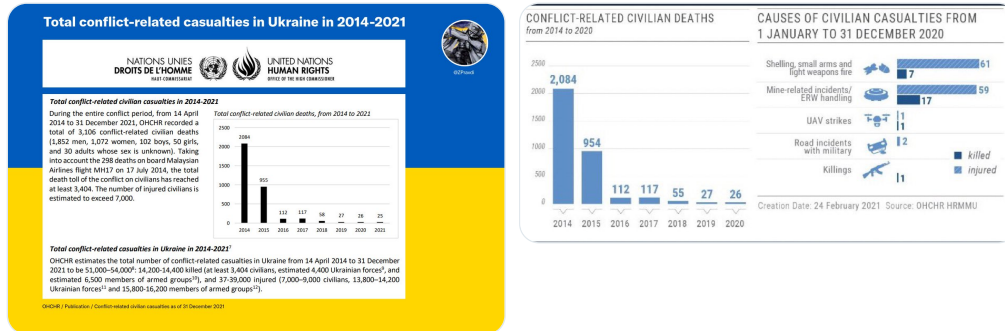 Total conflict-related casualties in Ukraine in 2014-2021
@ZPravdi
NATIONS UNIES
DROITS DE L'HOMME
HAUT-COMMISSARIAT
UNITED NATIONS
HUMAN RIGHTS
OFFICE OF THE HIGH COMMISSIONER
Total conflict-related civilian casualties in 2014-2021
During the entire conflict period, from 14 April
2014 to 31 December 2021, OHCHR recorded a
total of 3,106 conflict-related civilian deaths
(1,852 men, 1,072 women, 102 boys, 50 girls,
and 30 adults whose sex is unknown). Taking
into account the 298 deaths on board Malaysian
Airlines flight MH17 on 17 July 2014, the total
death toll of the conflict on civilians has reached
at least 3,404. The number of injured civilians is
estimated to exceed 7,000.
Total conflict-related civilian deaths, from 2014 to 2021
2500
2000
1500
1000
500
0
2084
955
112
117
58
27
26
25
2014
2015
2016
2017
2018
2019
2020
2021
Total conflict-related casualties in Ukraine in 2014-2021⁷
OHCHR estimates the total number of conflict-related casualties in Ukraine from 14 April 2014 to 31 December
2021 to be 51,000–54,000⁸: 14,200-14,400 killed (at least 3,404 civilians, estimated 4,400 Ukrainian forces⁹, and
estimated 6,500 members of armed groups¹⁰), and 37-39,000 injured (7,000–9,000 civilians, 13,800–14,200
Ukrainian forces¹¹ and 15,800-16,200 members of armed groups¹²).
OHCHR / Publication / Conflict-related civilian casualties as of 31 December 2021
CONFLICT-RELATED CIVILIAN DEATHS
from 2014 to 2020
2500
2000
1500
1000
500
0
2,084
954
112
117
55
27
26
2014
2015
2016
2017
2018
2019
2020
CAUSES OF CIVILIAN CASUALTIES FROM
1 JANUARY TO 31 DECEMBER 2020
Shelling, small arms and
light weapons fire
61
7
Mine-related incidents/
ERW handling
59
17
UAV strikes
1
1
Road incidents
with military
2
Killings
1
killed
injured
Creation Date: 24 February 2021 Source: OHCHR HRMMU